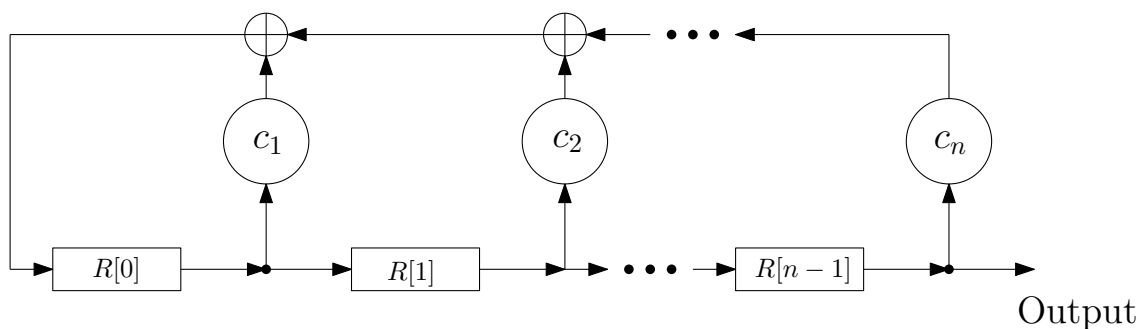 c₁ c₂ cₙ
R[0] R[1] R[n − 1]
Output